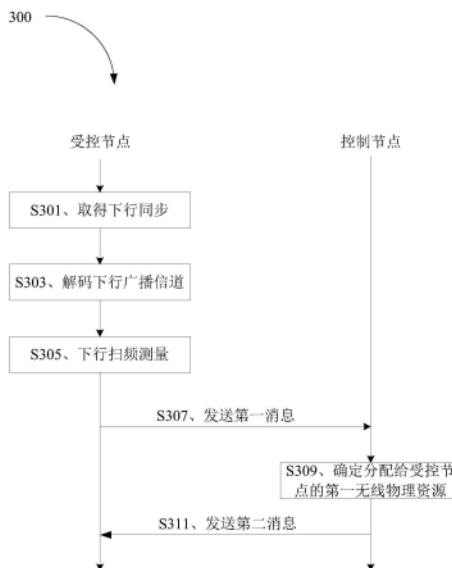 300
受控节点
控制节点
S301、取得下行同步
S303、解码下行广播信道
S305、下行扫频测量
S307、发送第一消息
S309、确定分配给受控节
点的第一无线物理资源
S311、发送第二消息